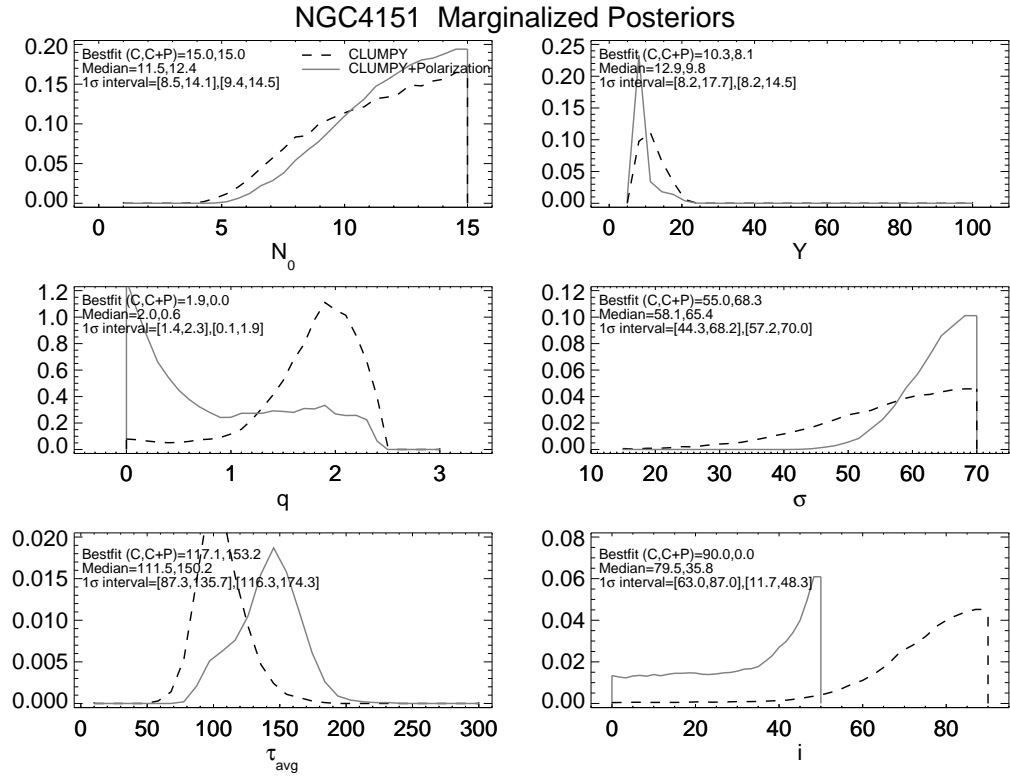 NGC4151 Marginalized Posteriors
Bestfit (C,C+P)=15.0,15.0
Median=11.5,12.4
1σ interval=[8.5,14.1],[9.4,14.5]
CLUMPY
CLUMPY+Polarization
0.20
0.15
0.10
0.05
0.00
0 5 10 15
N0
Bestfit (C,C+P)=10.3,8.1
Median=12.9,9.8
1σ interval=[8.2,17.7],[8.2,14.5]
0.25
0.20
0.15
0.10
0.05
0.00
0 20 40 60 80 100
Y
Bestfit (C,C+P)=1.9,0.0
Median=2.0,0.6
1σ interval=[1.4,2.3],[0.1,1.9]
1.2
1.0
0.8
0.6
0.4
0.2
0.0
0 1 2 3
q
Bestfit (C,C+P)=55.0,68.3
Median=58.1,65.4
1σ interval=[44.3,68.2],[57.2,70.0]
0.12
0.10
0.08
0.06
0.04
0.02
0.00
10 20 30 40 50 60 70
σ
Bestfit (C,C+P)=117.1,153.2
Median=111.5,150.2
1σ interval=[87.3,135.7],[116.3,174.3]
0.020
0.015
0.010
0.005
0.000
0 50 100 150 200 250 300
τavg
Bestfit (C,C+P)=90.0,0.0
Median=79.5,35.8
1σ interval=[63.0,87.0],[11.7,48.3]
0.08
0.06
0.04
0.02
0.00
0 20 40 60 80
i